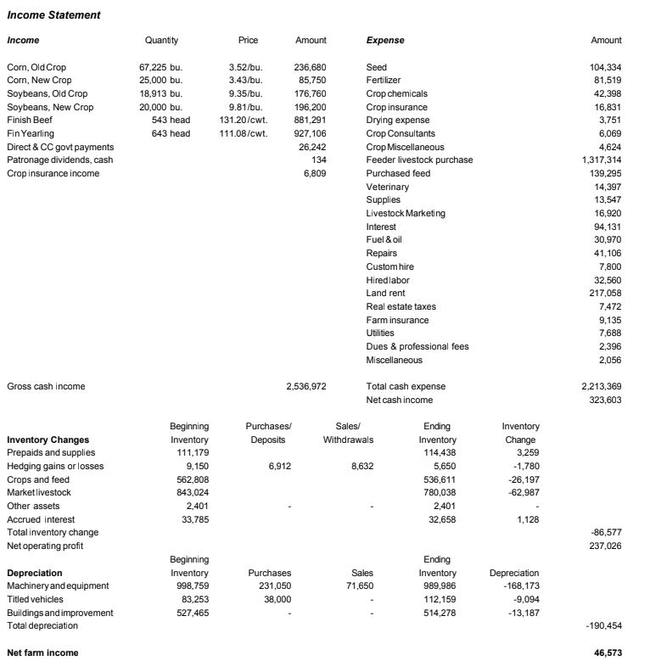 Income Statement
Income Quantity Price Amount Expense Amount
Corn, Old Crop 67,225 bu. 3.52/bu. 236,680 Seed 104,334
Corn, New Crop 25,000 bu. 3.43/bu. 85,750 Fertilizer 81,519
Soybeans, Old Crop 18,913 bu. 9.35/bu. 176,760 Crop chemicals 42,398
Soybeans, New Crop 20,000 bu. 9.81/bu. 196,200 Crop insurance 16,831
Finish Beef 543 head 131.20/cwt. 881,291 Drying expense 3,751
Fin Yearling 643 head 111.08/cwt. 927,106 Crop Consultants 6,069
Direct & CC govt payments 26,242 Crop Miscellaneous 4,624
Patronage dividends, cash 134 Feeder livestock purchase 1,317,314
Crop insurance income 6,809 Purchased feed 139,295
Veterinary 14,397
Supplies 13,547
Livestock Marketing 16,920
Interest 94,131
Fuel & oil 30,970
Repairs 41,106
Custom hire 7,800
Hired labor 32,560
Land rent 217,058
Real estate taxes 7,472
Farm insurance 9,135
Utilities 7,688
Dues & professional fees 2,396
Miscellaneous 2,056
Gross cash income 2,536,972 Total cash expense 2,213,369
Net cash income 323,603
Beginning Purchases/ Sales/ Ending Inventory
Inventory Changes Inventory Deposits Withdrawals Inventory Change
Prepaids and supplies 111,179 114,438 3,259
Hedging gains or losses 9,150 6,912 8,632 5,650 -1,780
Crops and feed 562,808 536,611 -26,197
Market livestock 843,024 780,038 -62,987
Other assets 2,401 - - 2,401 -
Accrued interest 33,785 32,658 1,128
Total inventory change -86,577
Net operating profit 237,026
Beginning Ending
Depreciation Inventory Purchases Sales Inventory Depreciation
Machinery and equipment 998,759 231,050 71,650 989,986 -168,173
Titled vehicles 83,253 38,000 - 112,159 -9,094
Buildings and improvement 527,465 - - 514,278 -13,187
Total depreciation -190,454
Net farm income 46,573